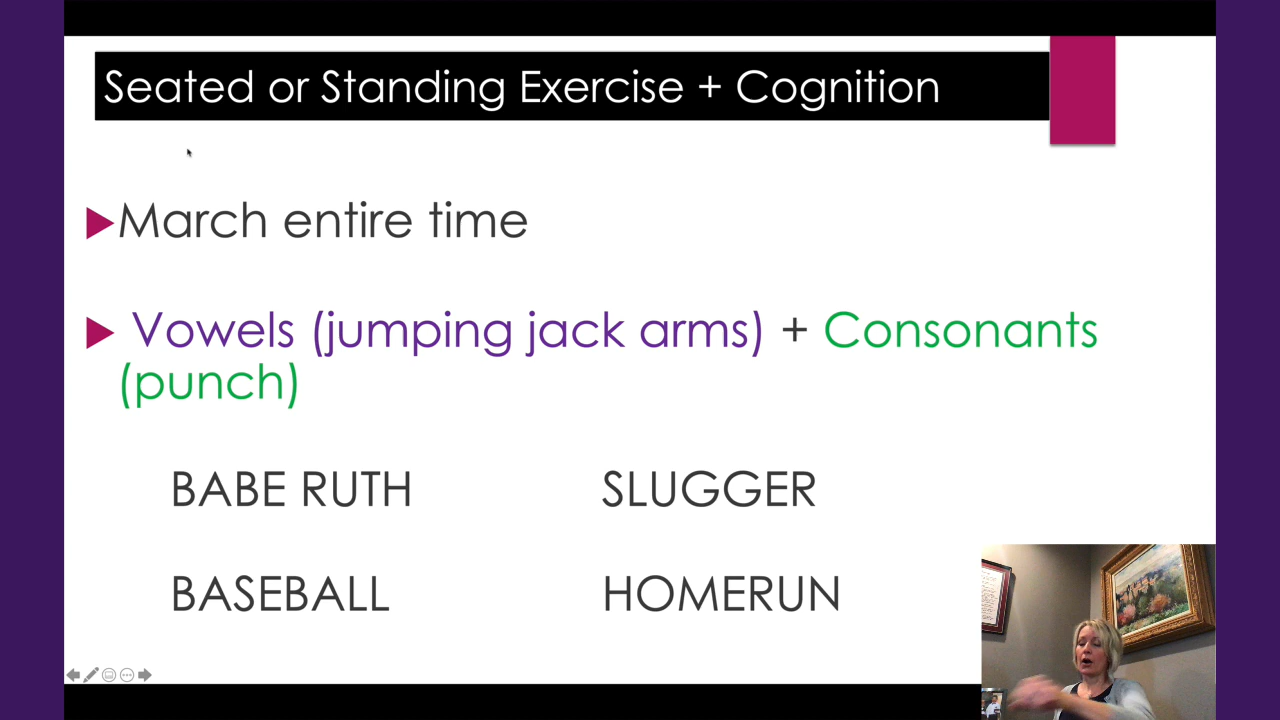 Seated or Standing Exercise + Cognition
March entire time
Vowels (jumping jack arms) + Consonants
(punch)
BABE RUTH SLUGGER
BASEBALL HOMERUN